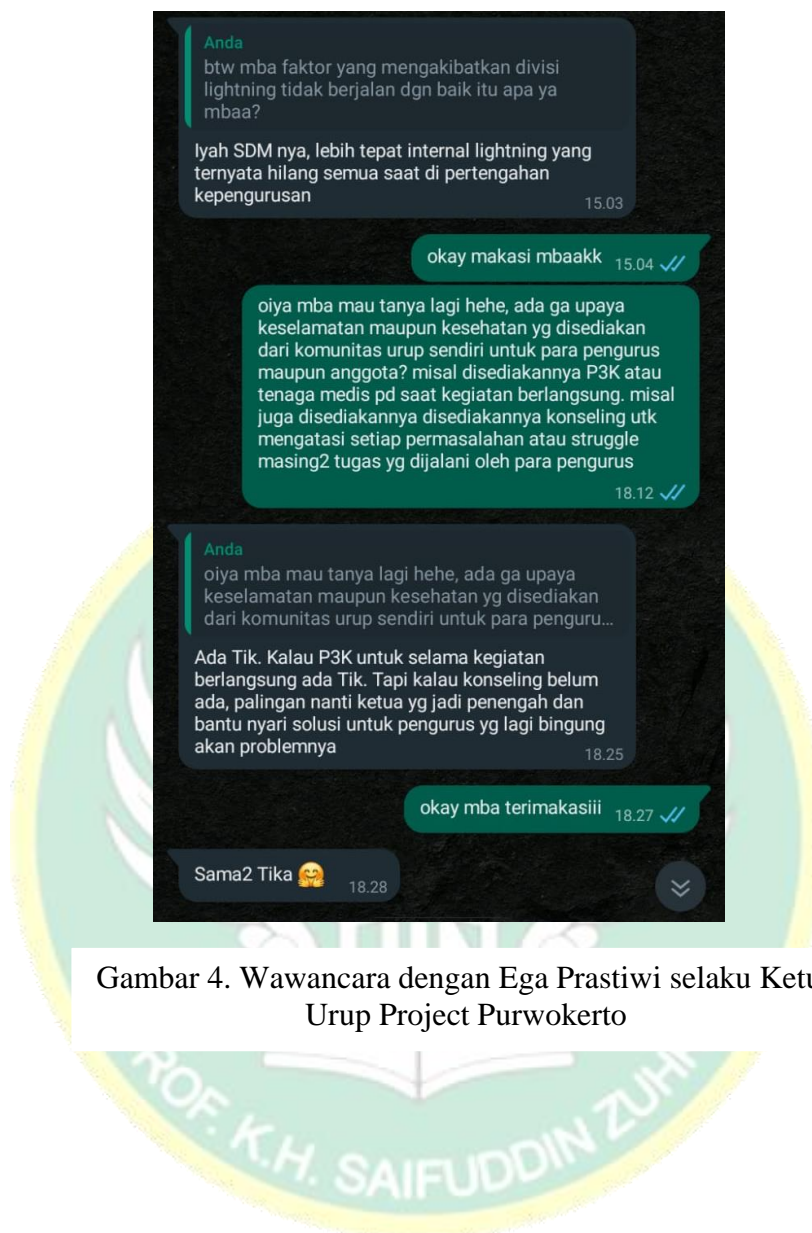 Anda
btw mba faktor yang mengakibatkan divisi
lightning tidak berjalan dgn baik itu apa ya
mbaa?
Iyah SDM nya, lebih tepat internal lightning yang
ternyata hilang semua saat di pertengahan
kepengurusan
15.03
okay makasi mbaakk 15.04
oiya mba mau tanya lagi hehe, ada ga upaya
keselamatan maupun kesehatan yg disediakan
dari komunitas urup sendiri untuk para pengurus
maupun anggota? misal disediakannya P3K atau
tenaga medis pd saat kegiatan berlangsung. misal
juga disediakannya disediakannya konseling utk
mengatasi setiap permasalahan atau struggle
masing2 tugas yg dijalani oleh para pengurus
18.12
Anda
oiya mba mau tanya lagi hehe, ada ga upaya
keselamatan maupun kesehatan yg disediakan
dari komunitas urup sendiri untuk para penguru...
Ada Tik. Kalau P3K untuk selama kegiatan
berlangsung ada Tik. Tapi kalau konseling belum
ada, palingan nanti ketua yg jadi penengah dan
bantu nyari solusi untuk pengurus yg lagi bingung
akan problemnya
18.25
okay mba terimakasiii 18.27
Sama2 Tika 🤗 18.28
Gambar 4. Wawancara dengan Ega Prastiwi selaku Ketu
Urup Project Purwokerto
ROF. K.H. SAIFUDDIN ZUH